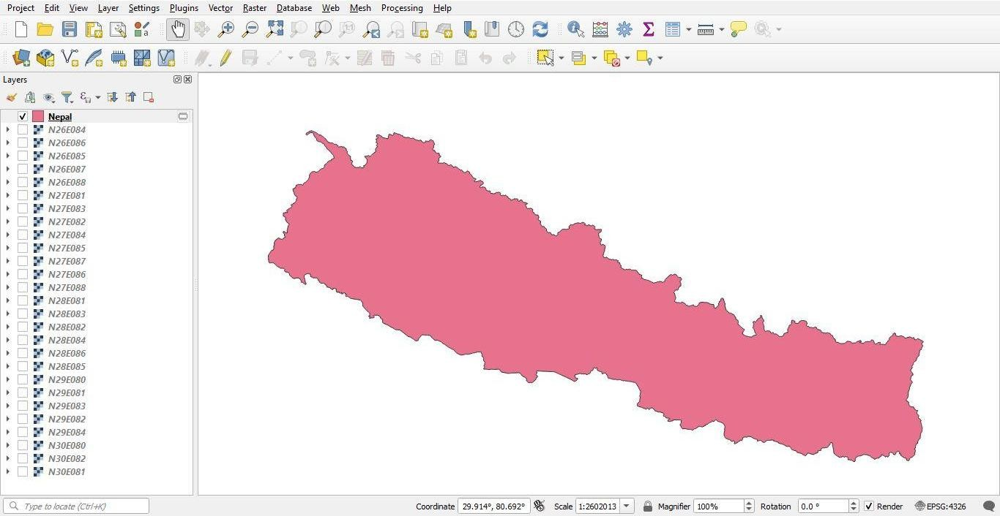 Project Edit View Layer Settings Plugins Vector Raster Database Web Mesh Processing Help
Layers
Nepal
N26E084
N26E086
N26E085
N26E087
N26E088
N27E081
N27E083
N27E082
N27E084
N27E085
N27E087
N27E086
N27E088
N28E081
N28E083
N28E082
N28E084
N28E086
N28E085
N29E080
N29E081
N29E083
N29E082
N29E084
N30E080
N30E082
N30E081
Type to locate (Ctrl+K) Coordinate 29.914°, 80.692° Scale 1:2602013 Magnifier 100% Rotation 0.0 ° Render EPSG:4326